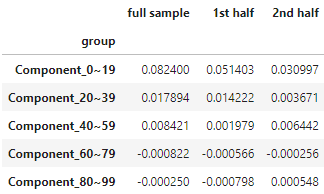 full sample 1st half 2nd half
group
Component_0~19 0.082400 0.051403 0.030997
Component_20~39 0.017894 0.014222 0.003671
Component_40~59 0.008421 0.001979 0.006442
Component_60~79 -0.000822 -0.000566 -0.000256
Component_80~99 -0.000250 -0.000798 0.000548